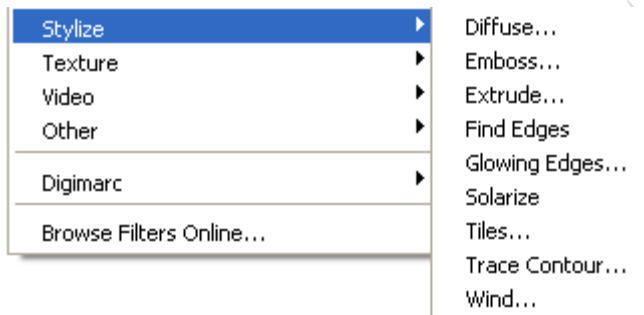 Stylize
Texture
Video
Other
Digimarc
Browse Filters Online...
Diffuse...
Emboss...
Extrude...
Find Edges
Glowing Edges...
Solarize
Tiles...
Trace Contour...
Wind...